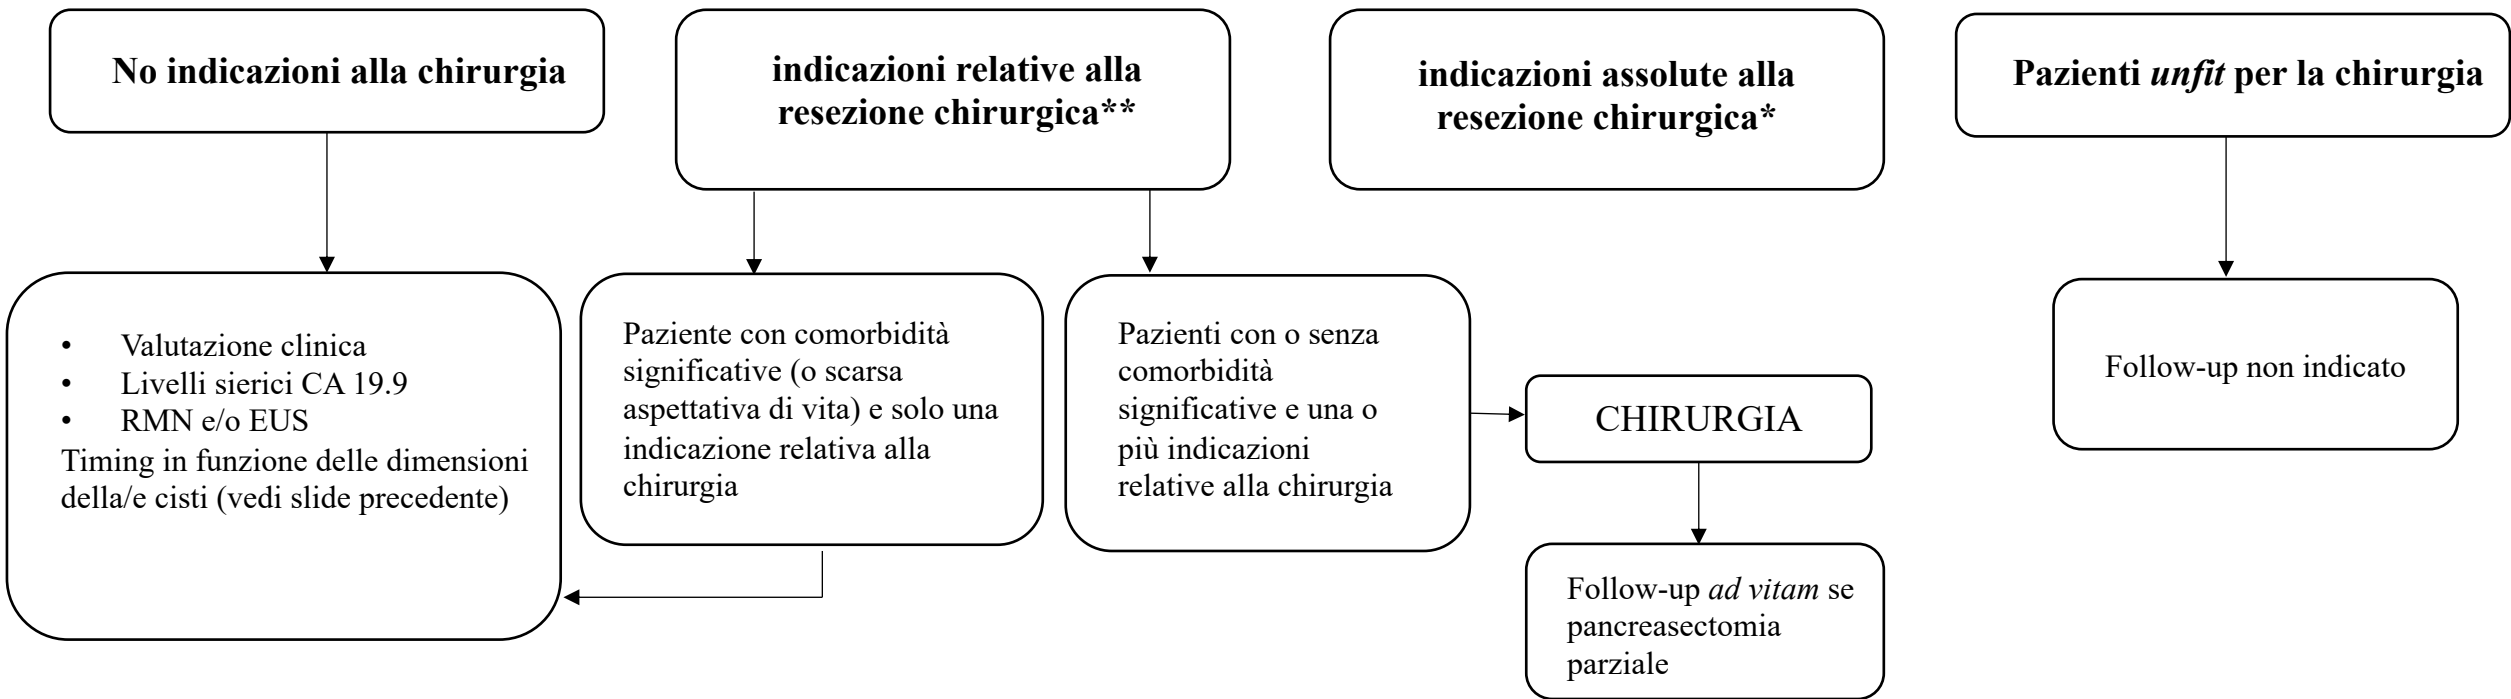 No indicazioni alla chirurgia
indicazioni relative alla
resezione chirurgica**
indicazioni assolute alla
resezione chirurgica*
Pazienti unfit per la chirurgia
• Valutazione clinica
• Livelli sierici CA 19.9
• RMN e/o EUS
Timing in funzione delle dimensioni
della/e cisti (vedi slide precedente)
Paziente con comorbidità
significative (o scarsa
aspettativa di vita) e solo una
indicazione relativa alla
chirurgia
Pazienti con o senza
comorbidità
significative e una o
più indicazioni
relative alla chirurgia
CHIRURGIA
Follow-up ad vitam se
pancreasectomia
parziale
Follow-up non indicato